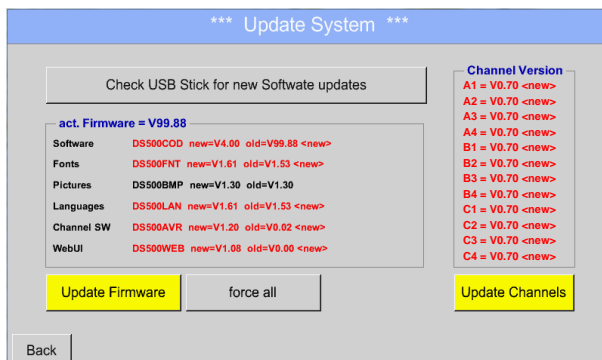 *** Update System ***
Check USB Stick for new Softwate updates
act. Firmware = V99.88
Software DS500COD new=V4.00 old=V99.88 <new>
Fonts DS500FNT new=V1.61 old=V1.53 <new>
Pictures DS500BMP new=V1.30 old=V1.30
Languages DS500LAN new=V1.61 old=V1.53 <new>
Channel SW DS500AVR new=V1.20 old=V0.02 <new>
WebUI DS500WEB new=V1.08 old=V0.00 <new>
Update Firmware
force all
Channel Version
A1 = V0.70 <new>
A2 = V0.70 <new>
A3 = V0.70 <new>
A4 = V0.70 <new>
B1 = V0.70 <new>
B2 = V0.70 <new>
B3 = V0.70 <new>
B4 = V0.70 <new>
C1 = V0.70 <new>
C2 = V0.70 <new>
C3 = V0.70 <new>
C4 = V0.70 <new>
Update Channels
Back